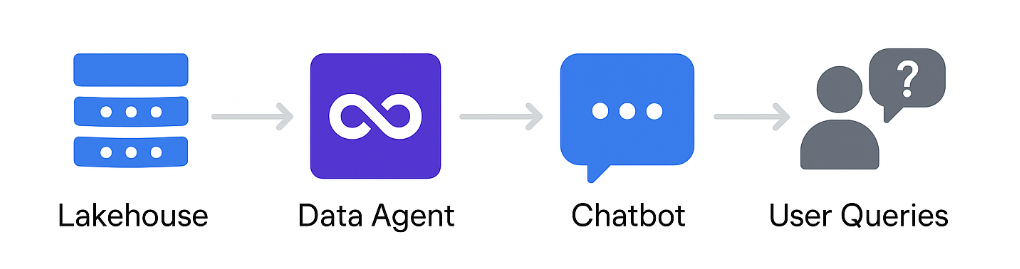 ?
Lakehouse
Data Agent
Chatbot
User Queries